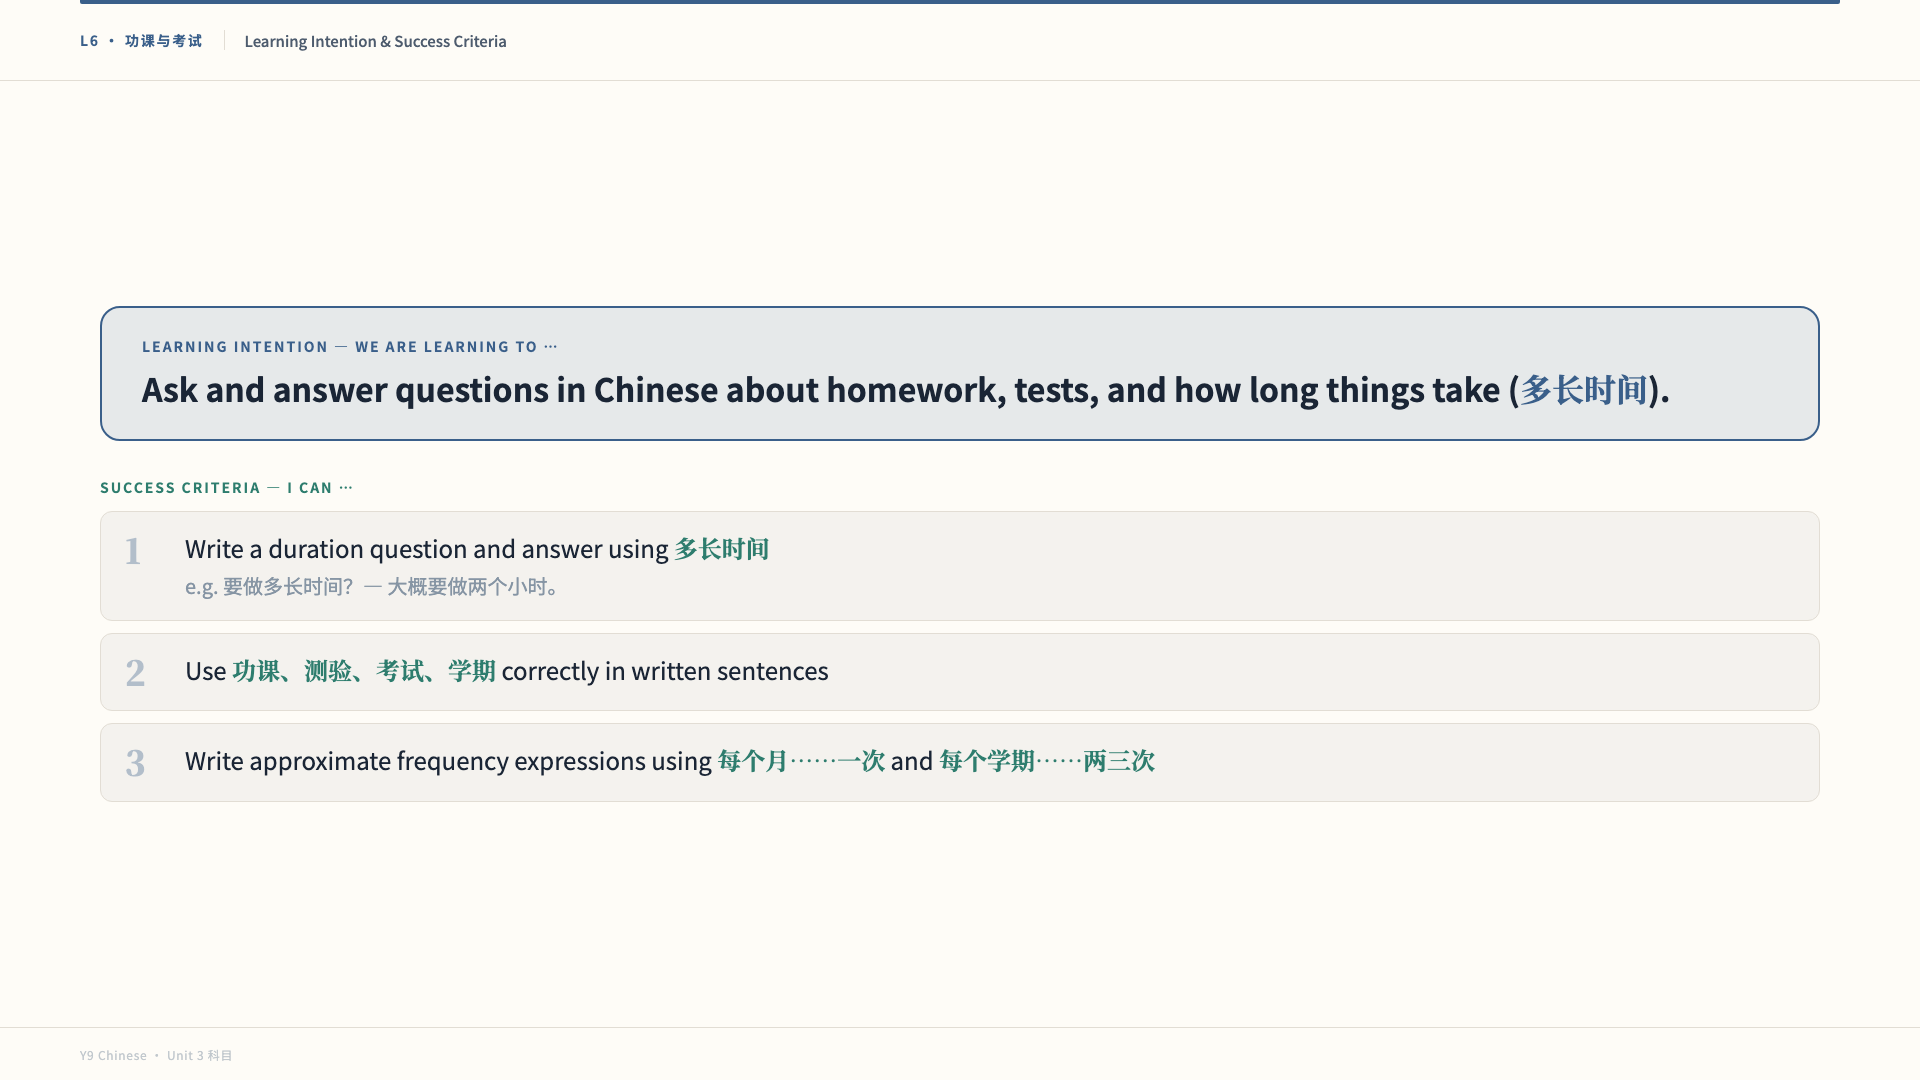 L6 · 功课与考试 Learning Intention & Success Criteria
LEARNING INTENTION — WE ARE LEARNING TO …
Ask and answer questions in Chinese about homework, tests, and how long things take (多长时间).
SUCCESS CRITERIA — I CAN …
1 Write a duration question and answer using 多长时间
e.g. 要做多长时间？ — 大概要做两个小时。
2 Use 功课、测验、考试、学期 correctly in written sentences
3 Write approximate frequency expressions using 每个月……一次 and 每个学期……两三次
Y9 Chinese · Unit 3 科目